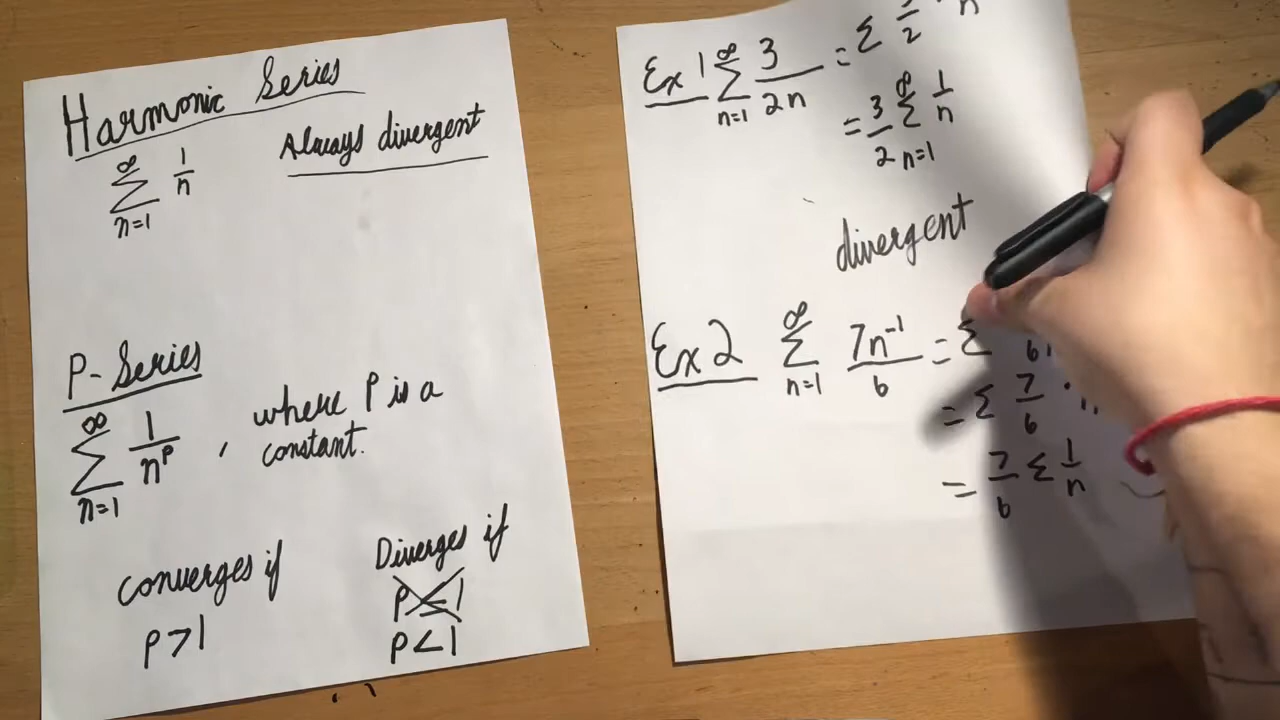 Harmonic Series
∞ Σ n=1 1/n Always divergent
P-Series
∞ Σ n=1 1/n^p , where P is a constant.
converges if
p>1
Diverges if
p≤1
p<1
Ex 1 ∞ Σ n=1 3/2n = Σ 3/2 · n
= 3/2 ∞ Σ n=1 1/n
divergent
Ex 2 ∞ Σ n=1 7n^-1/6 = Σ
= Σ 7/6 ·
= 7/6 Σ 1/n